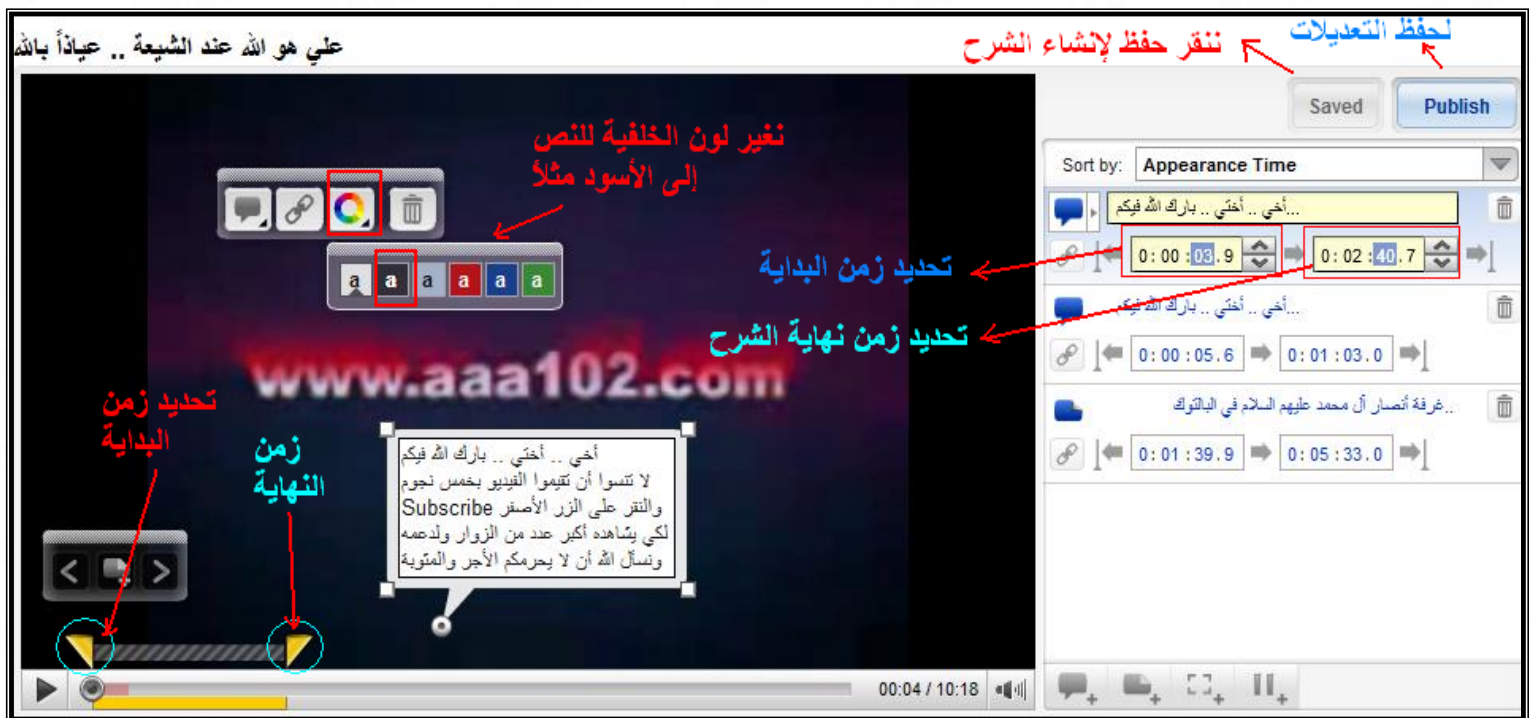 علي هو الله عند الشيعة .. عياذاً بالله
ننقر حفظ لإنشاء الشرح
لحفظ التعديلات
Saved
Publish
نغير لون الخلفية للنص
إلى الأسود مثلاً
a a a a a a
www.aaa102.com
تحديد زمن البداية
تحديد زمن نهاية الشرح
تحديد زمن
البداية
زمن
النهاية
أخي .. أختي .. بارك الله فيكم
لا تنسوا أن تقيموا الفيديو بخمس نجوم
والنقر على الزر الأصفر Subscribe
لكي يشاهده أكبر عدد من الزوار ولدعمه
ونسأل الله أن لا يحرمكم الأجر والمثوبة
00:04 / 10:18
Sort by: Appearance Time
أخي .. أختي .. بارك الله فيكم...
0:00:03.9 0:02:40.7
أخي .. أختي .. بارك الله فيكم...
0:00:05.6 0:01:03.0
غرفة أنصار آل محمد عليهم السلام في البالتوك..
0:01:39.9 0:05:33.0